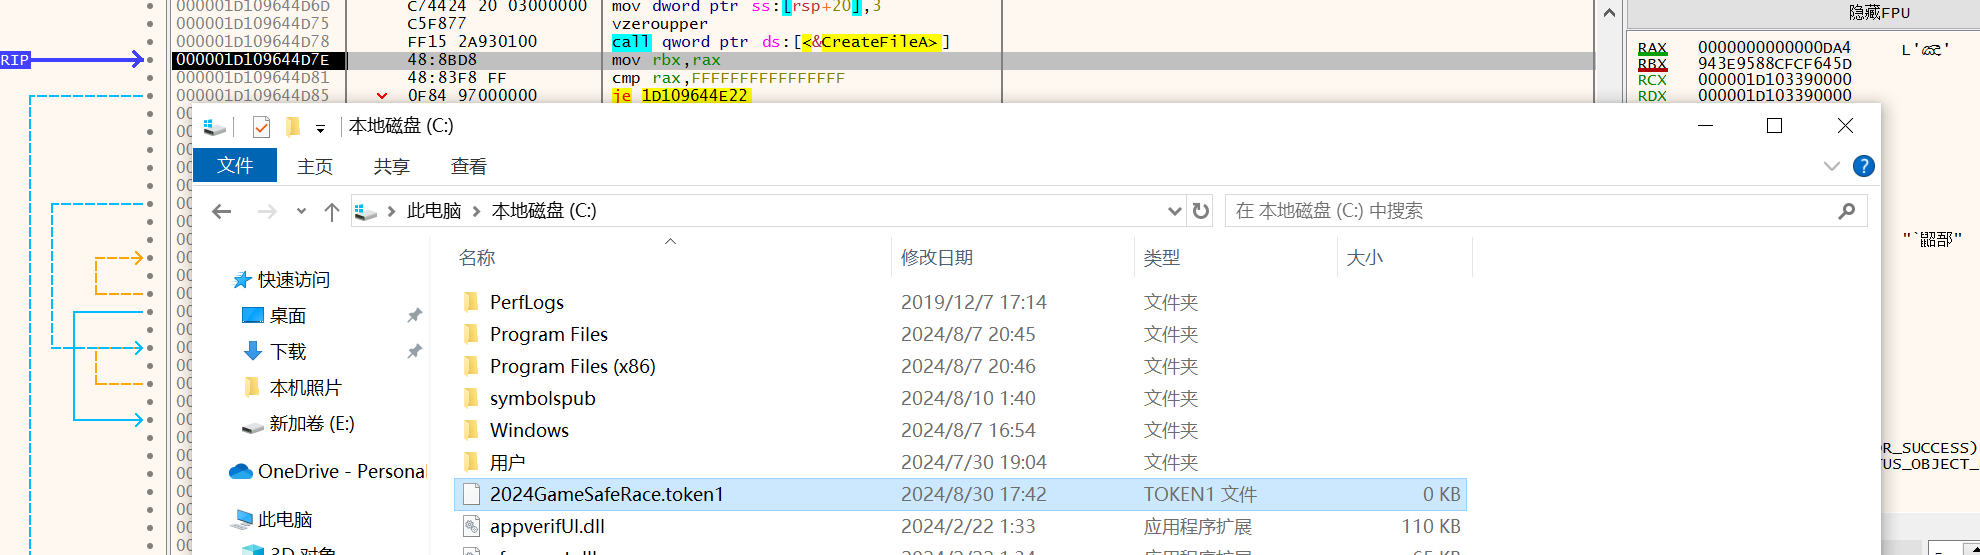 000001D109644D6D C74424 20 03000000 mov dword ptr ss:[rsp+20],3
000001D109644D75 C5F877 vzeroupper
000001D109644D78 FF15 2A930100 call qword ptr ds:[<&CreateFileA>]
RIP 000001D109644D7E 48:8BD8 mov rbx,rax
000001D109644D81 48:83F8 FF cmp rax,FFFFFFFFFFFFFFFF
000001D109644D85 0F84 97000000 je 1D109644E22
隐藏FPU
RAX 0000000000000DA4
RBX 943E9588CFCF645D
RCX 000001D103390000
RDX 000001D103390000
本地磁盘 (C:)
文件 主页 共享 查看
此电脑 本地磁盘 (C:) 在 本地磁盘 (C:) 中搜索
名称 修改日期 类型 大小
快速访问
桌面
下载
本机照片
新加卷 (E:)
OneDrive - Personal
此电脑
3D 对象
PerfLogs 2019/12/7 17:14 文件夹
Program Files 2024/8/7 20:45 文件夹
Program Files (x86) 2024/8/7 20:46 文件夹
symbolspub 2024/8/10 1:40 文件夹
Windows 2024/8/7 16:54 文件夹
用户 2024/7/30 19:04 文件夹
2024GameSafeRace.token1 2024/8/30 17:42 TOKEN1 文件 0 KB
appverifUI.dll 2024/2/22 1:33 应用程序扩展 110 KB
"`鼦部"
R_SUCCESS)
TUS_OBJECT_